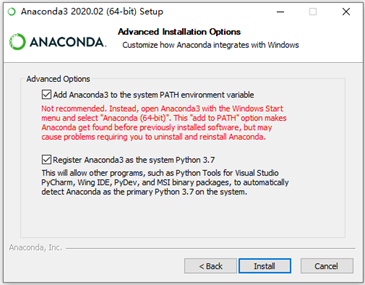 Anaconda3 2020.02 (64-bit) Setup
ANACONDA.
Advanced Installation Options
Customize how Anaconda integrates with Windows
Advanced Options
Add Anaconda3 to the system PATH environment variable
Not recommended. Instead, open Anaconda3 with the Windows Start
menu and select "Anaconda (64-bit)". This "add to PATH" option makes
Anaconda get found before previously installed software, but may
cause problems requiring you to uninstall and reinstall Anaconda.
Register Anaconda3 as the system Python 3.7
This will allow other programs, such as Python Tools for Visual Studio
PyCharm, Wing IDE, PyDev, and MSI binary packages, to automatically
detect Anaconda as the primary Python 3.7 on the system.
Anaconda, Inc.
< Back
Install
Cancel